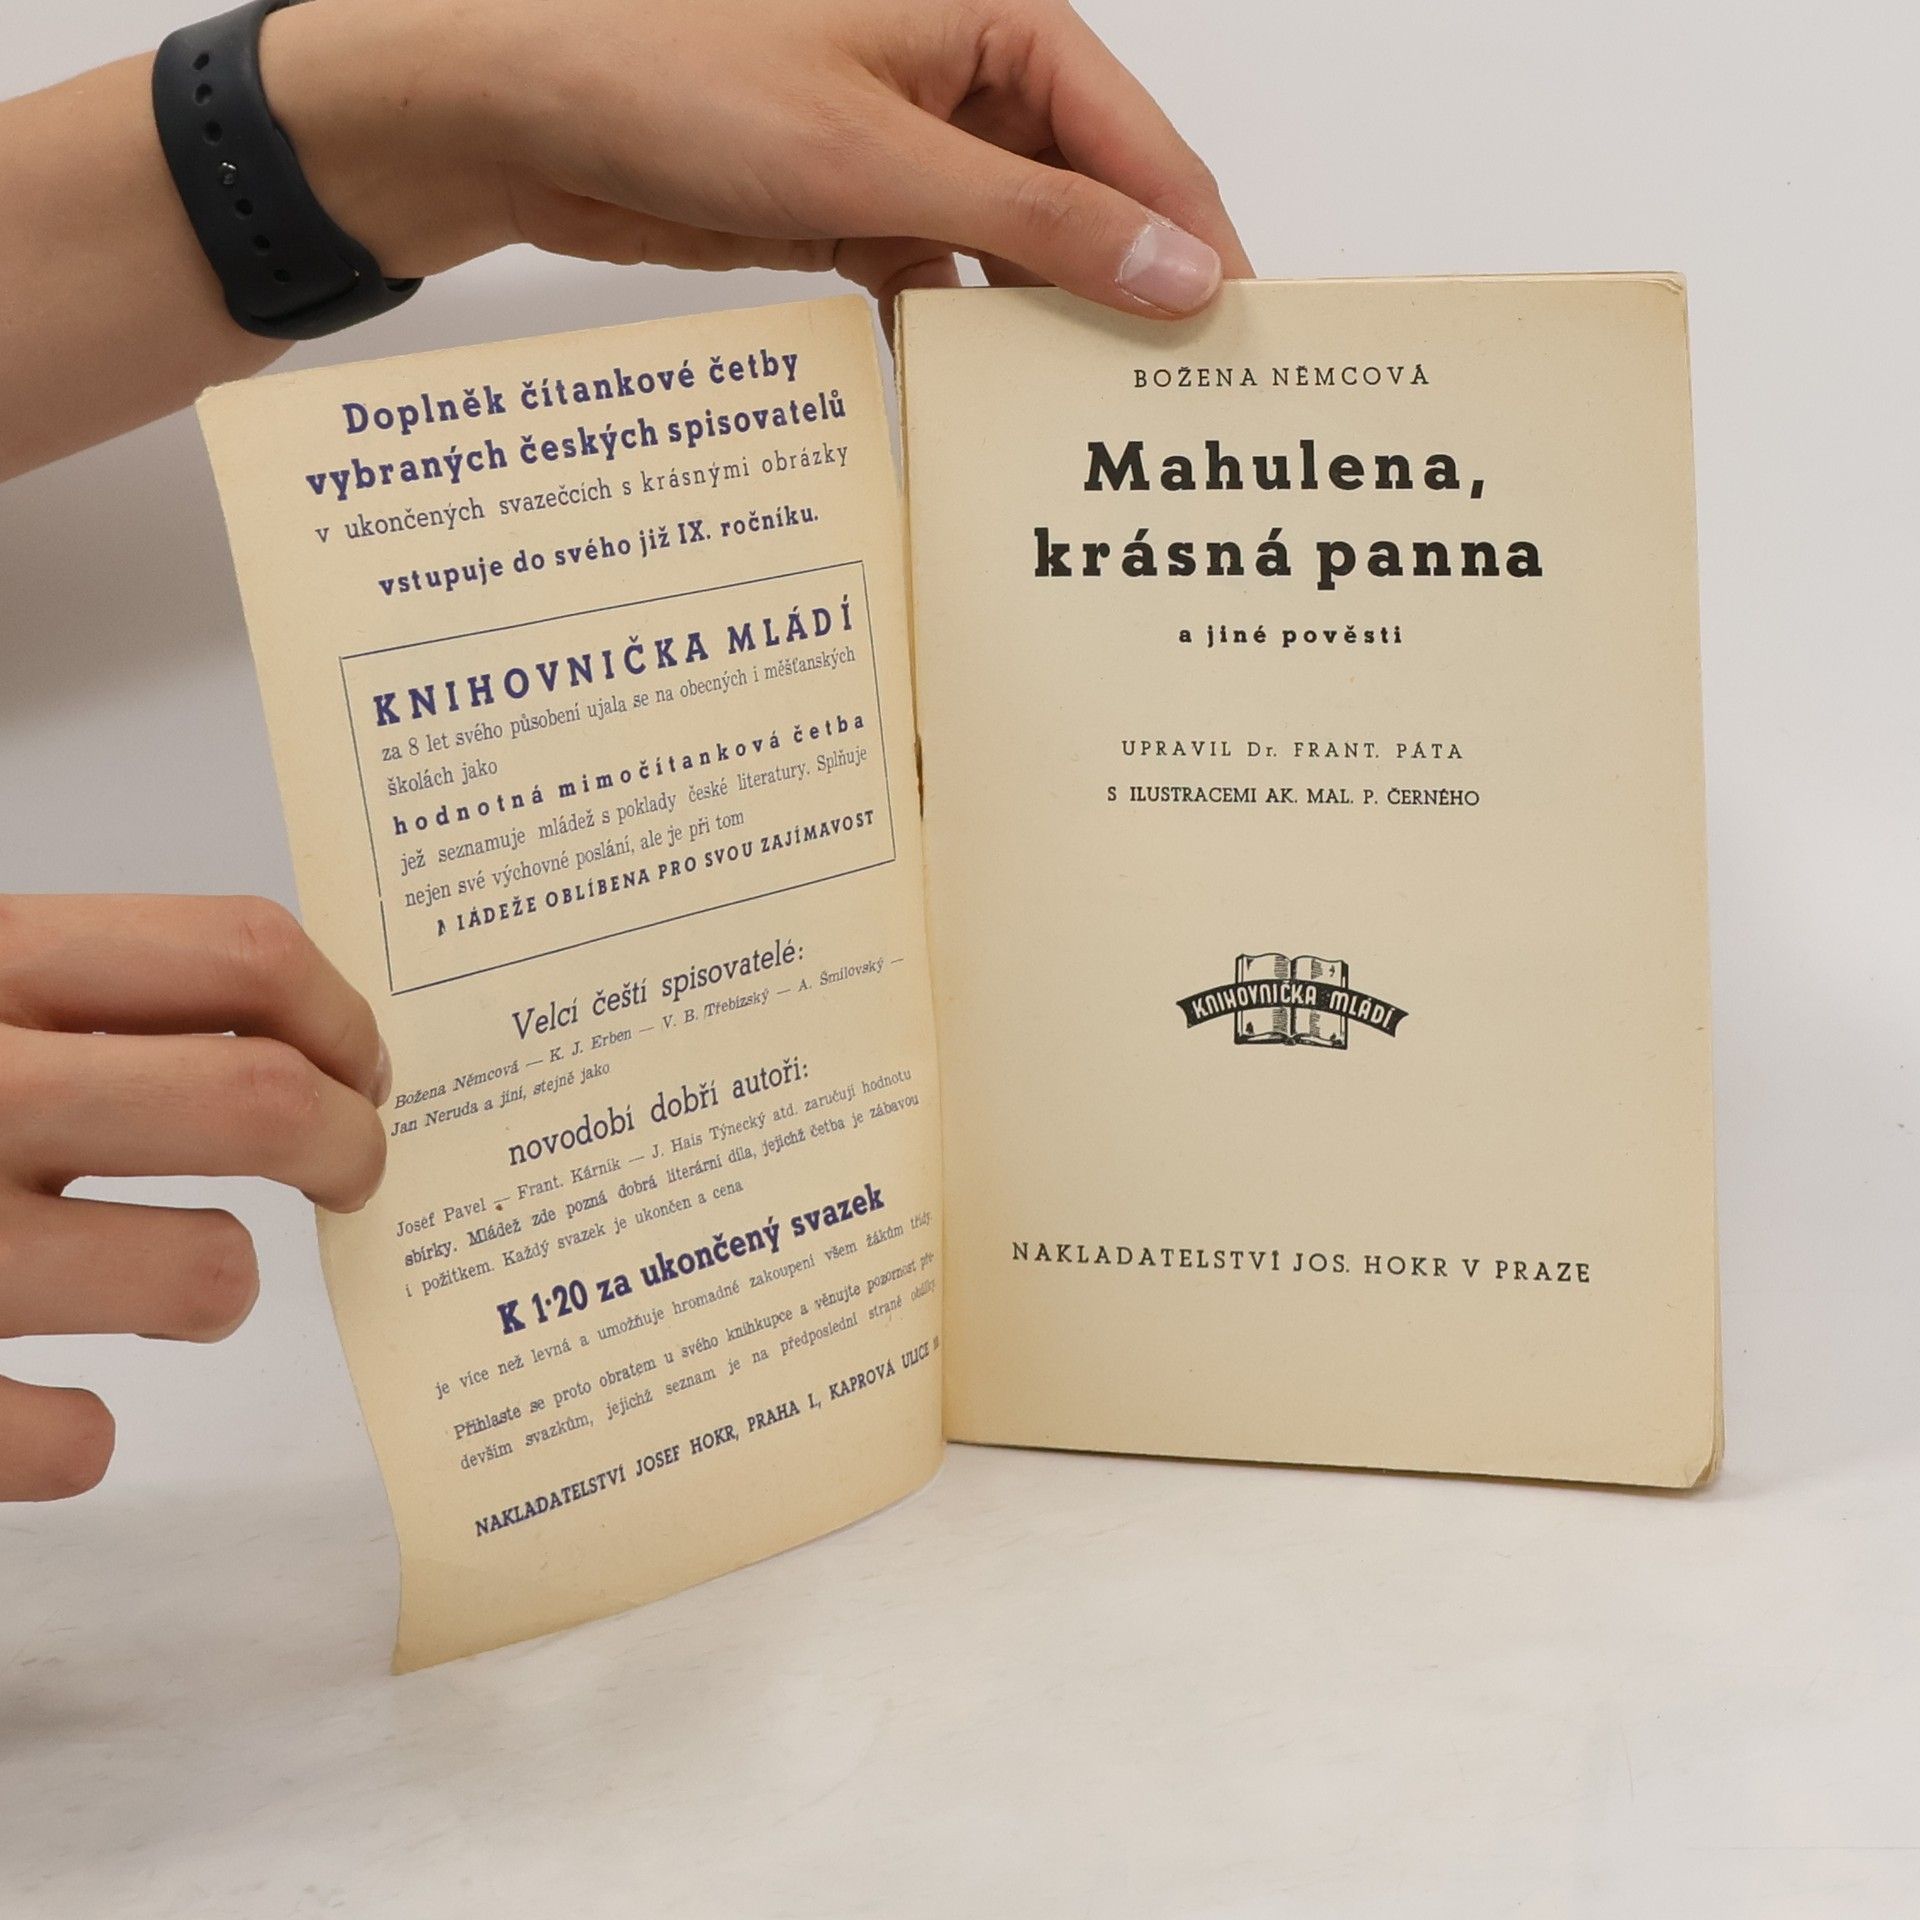 Doplněk čítankové četby
vybraných českých spisovatelů
v ukončených svazečcích s krásnými obrázky
vstupuje do svého již IX. ročníku.
KNIHOVNIČKA MLÁDÍ
za 8 let svého působení ujala se na obecných i měšťanských
školách jako
hodnotná mimočítanková četba
jež seznamuje mládež s poklady české literatury. Splňuje
nejen své výchovné poslání, ale je při tom
MLÁDEŽE OBLÍBENA PRO SVOU ZAJÍMAVOST
Velcí čeští spisovatelé:
Božena Němcová — K. J. Erben — V. B. Třebízský — A. Šmilovský —
Jan Neruda a jiní, stejně jako
novodobí dobří autoři:
Josef Pavel — Frant. Kárník — J. Hais Týnecký atd. zaručují hodnotu
sbírky. Mládež zde pozná dobrá literární díla, jejichž četba je zábavou
i požitkem. Každý svazek je ukončen a cena
K 1·20 za ukončený svazek
je více než levná a umožňuje hromadné zakoupení všem žákům třídy.
Přihlaste se proto obratem u svého knihkupce a věnujte pozornost pře-
devším svazkům, jejichž seznam je na předposlední straně obálky.
NAKLADATELSTVÍ JOSEF HOKR, PRAHA I., KAPROVA ULICE
BOŽENA NĚMCOVÁ
Mahulena,
krásná panna
a jiné pověsti
UPRAVIL Dr. FRANT. PÁTA
S ILUSTRACEMI AK. MAL. P. ČERNÉHO
KNIHOVNIČKA MLÁDÍ
NAKLADATELSTVÍ JOS. HOKR V PRAZE